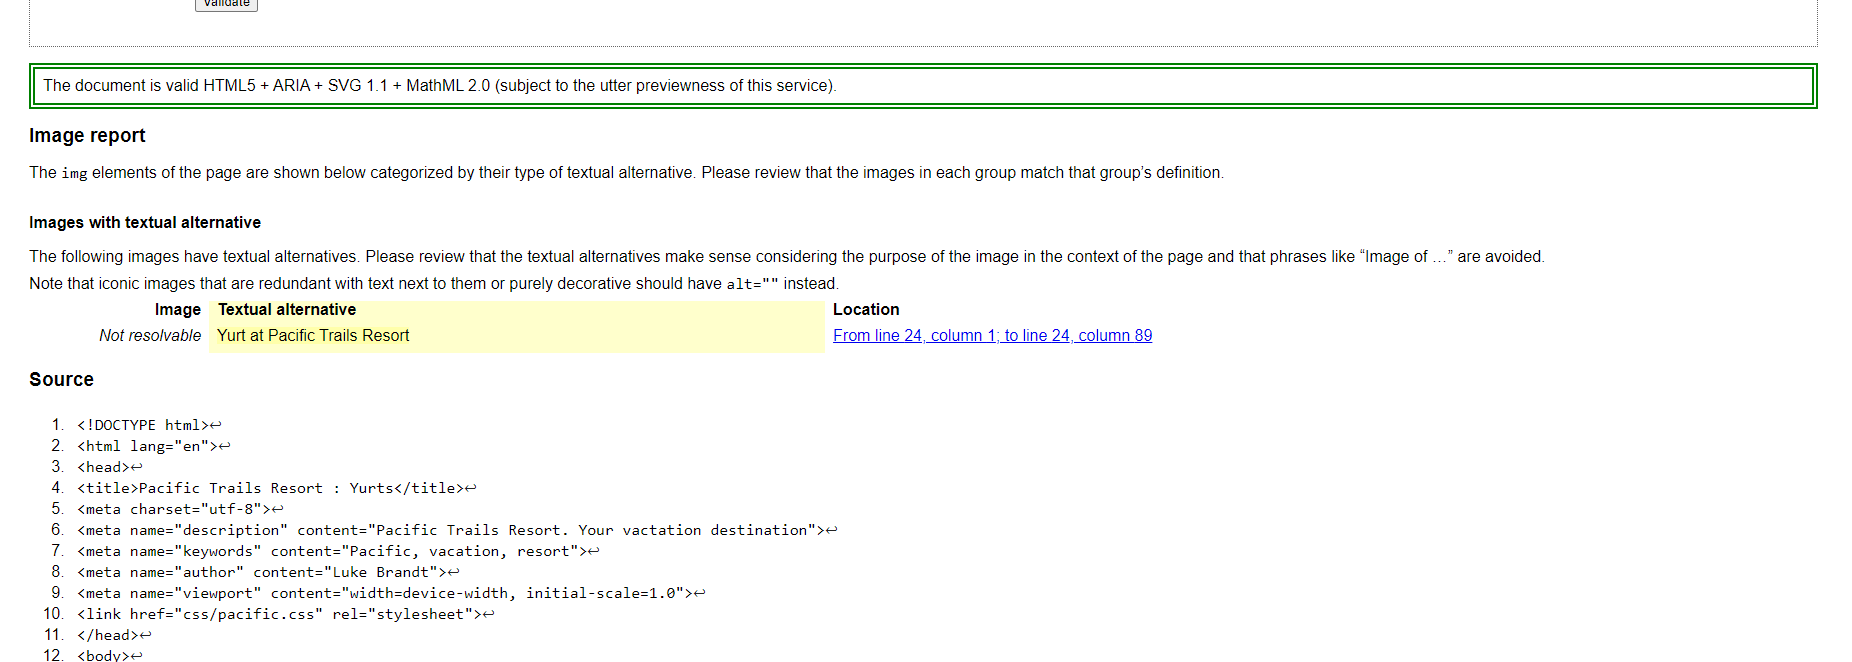 Validate
The document is valid HTML5 + ARIA + SVG 1.1 + MathML 2.0 (subject to the utter previewness of this service).
Image report
The img elements of the page are shown below categorized by their type of textual alternative. Please review that the images in each group match that group’s definition.
Images with textual alternative
The following images have textual alternatives. Please review that the textual alternatives make sense considering the purpose of the image in the context of the page and that phrases like “Image of …” are avoided.
Note that iconic images that are redundant with text next to them or purely decorative should have alt="" instead.
Image Textual alternative Location
Not resolvable Yurt at Pacific Trails Resort From line 24, column 1; to line 24, column 89
Source
1. <!DOCTYPE html>↩
2. <html lang="en">↩
3. <head>↩
4. <title>Pacific Trails Resort : Yurts</title>↩
5. <meta charset="utf-8">↩
6. <meta name="description" content="Pacific Trails Resort. Your vactation destination">↩
7. <meta name="keywords" content="Pacific, vacation, resort">↩
8. <meta name="author" content="Luke Brandt">↩
9. <meta name="viewport" content="width=device-width, initial-scale=1.0">↩
10. <link href="css/pacific.css" rel="stylesheet">↩
11. </head>↩
12. <body>↩